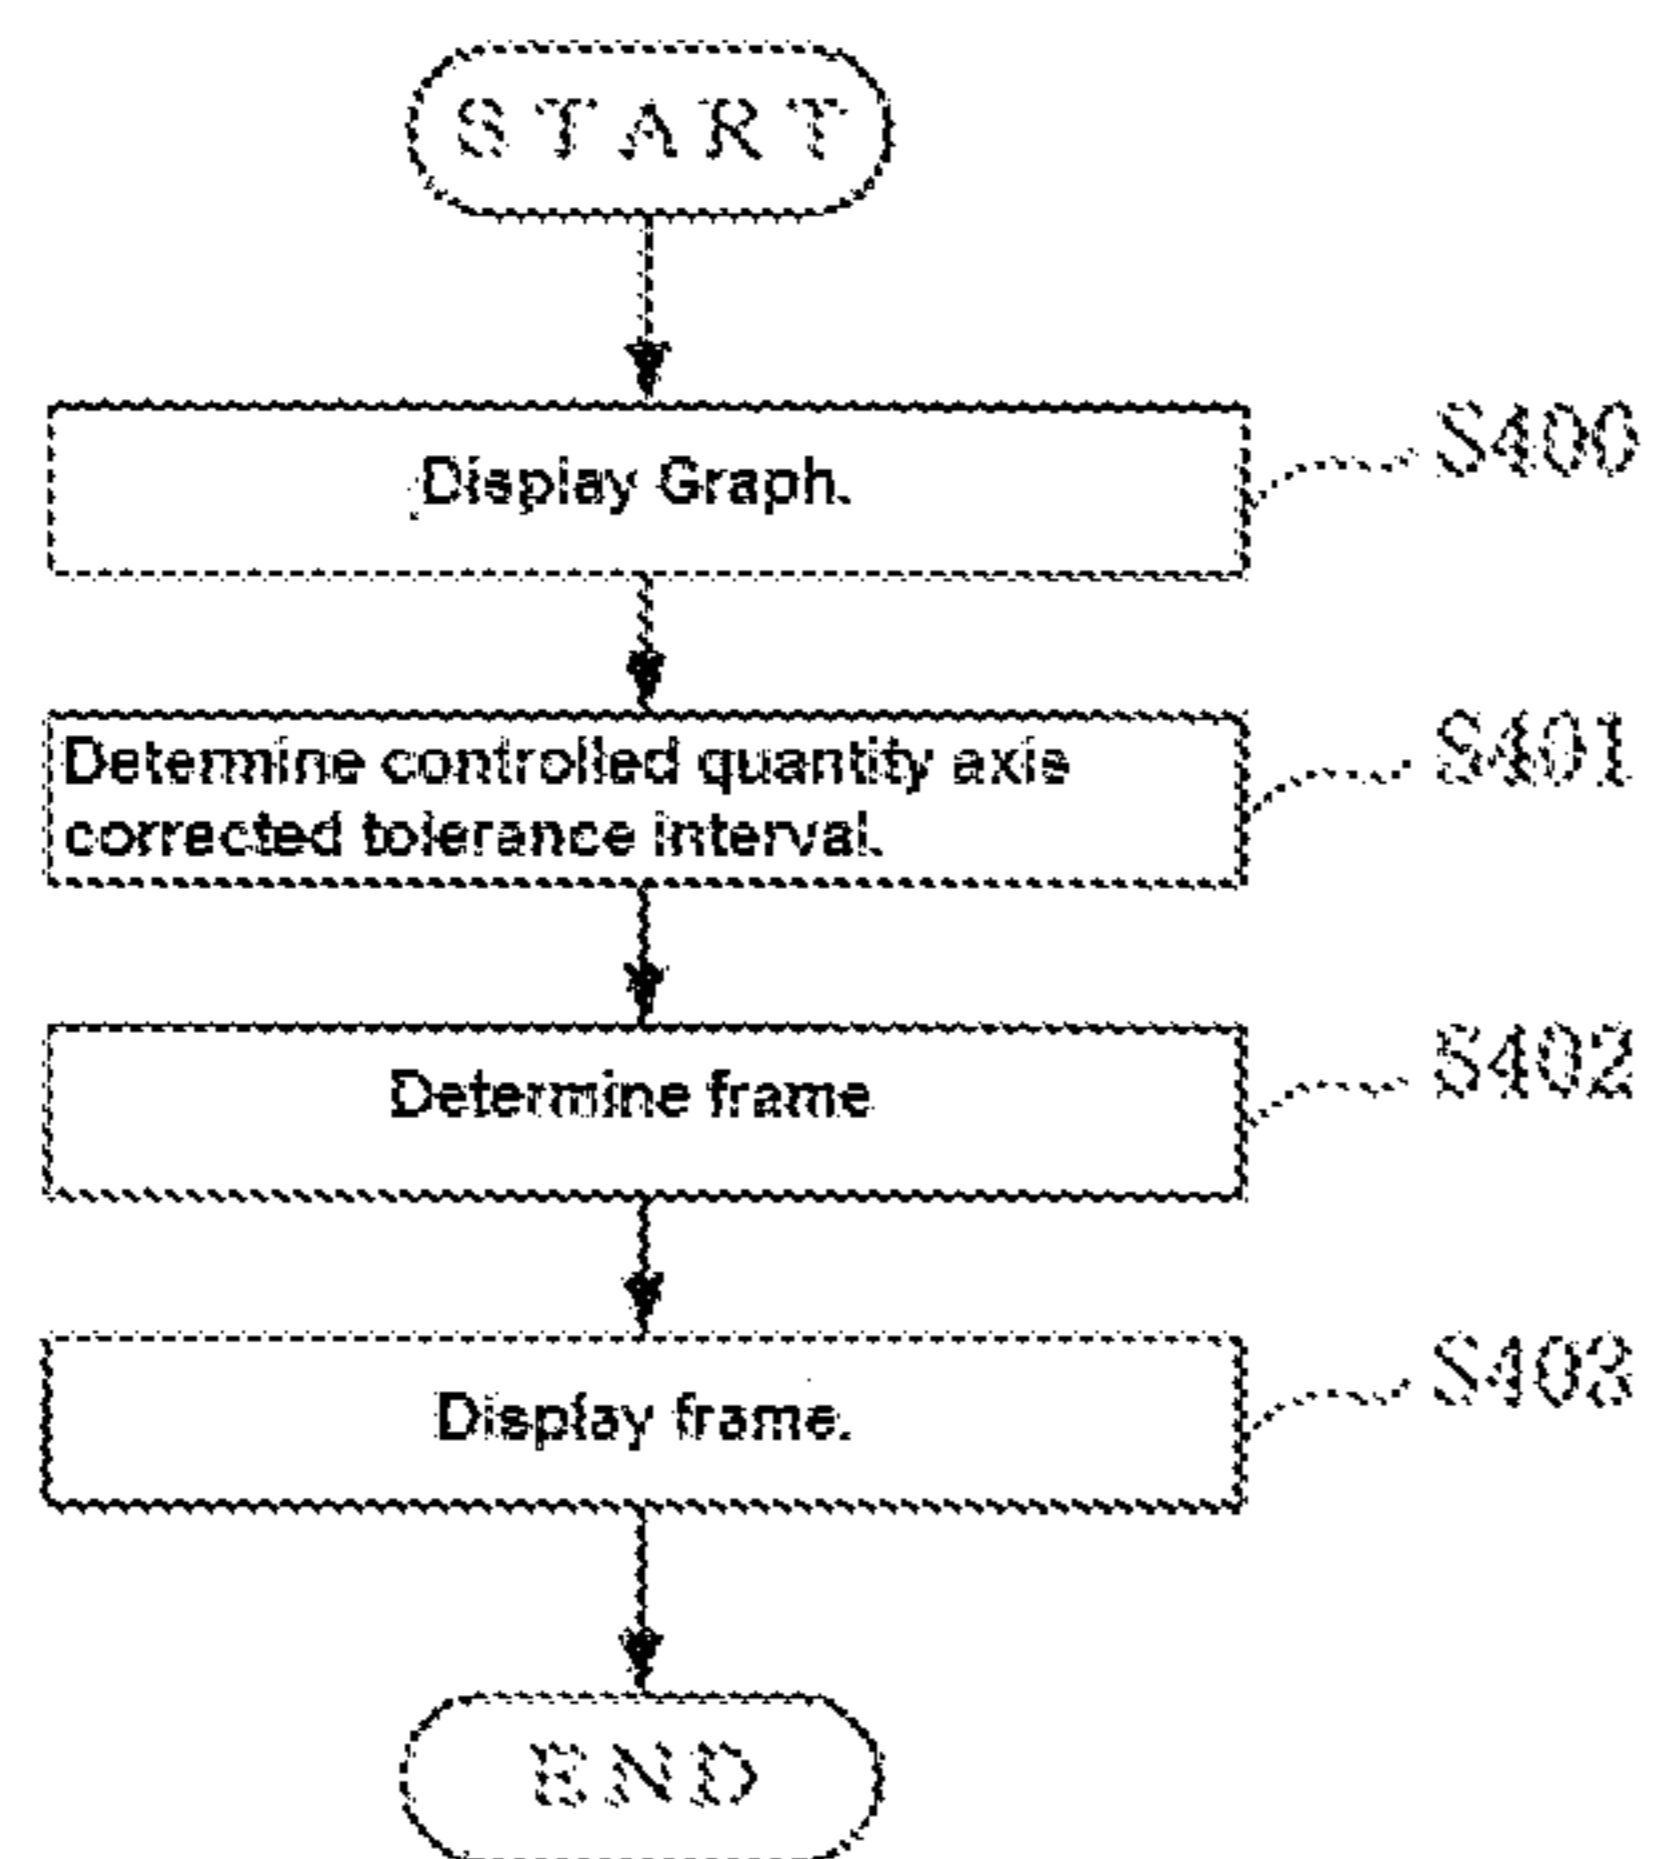 START
Display Graph.
S400
Determine controlled quantity axis
corrected tolerance interval.
S401
Determine frame
S402
Display frame.
S403
END